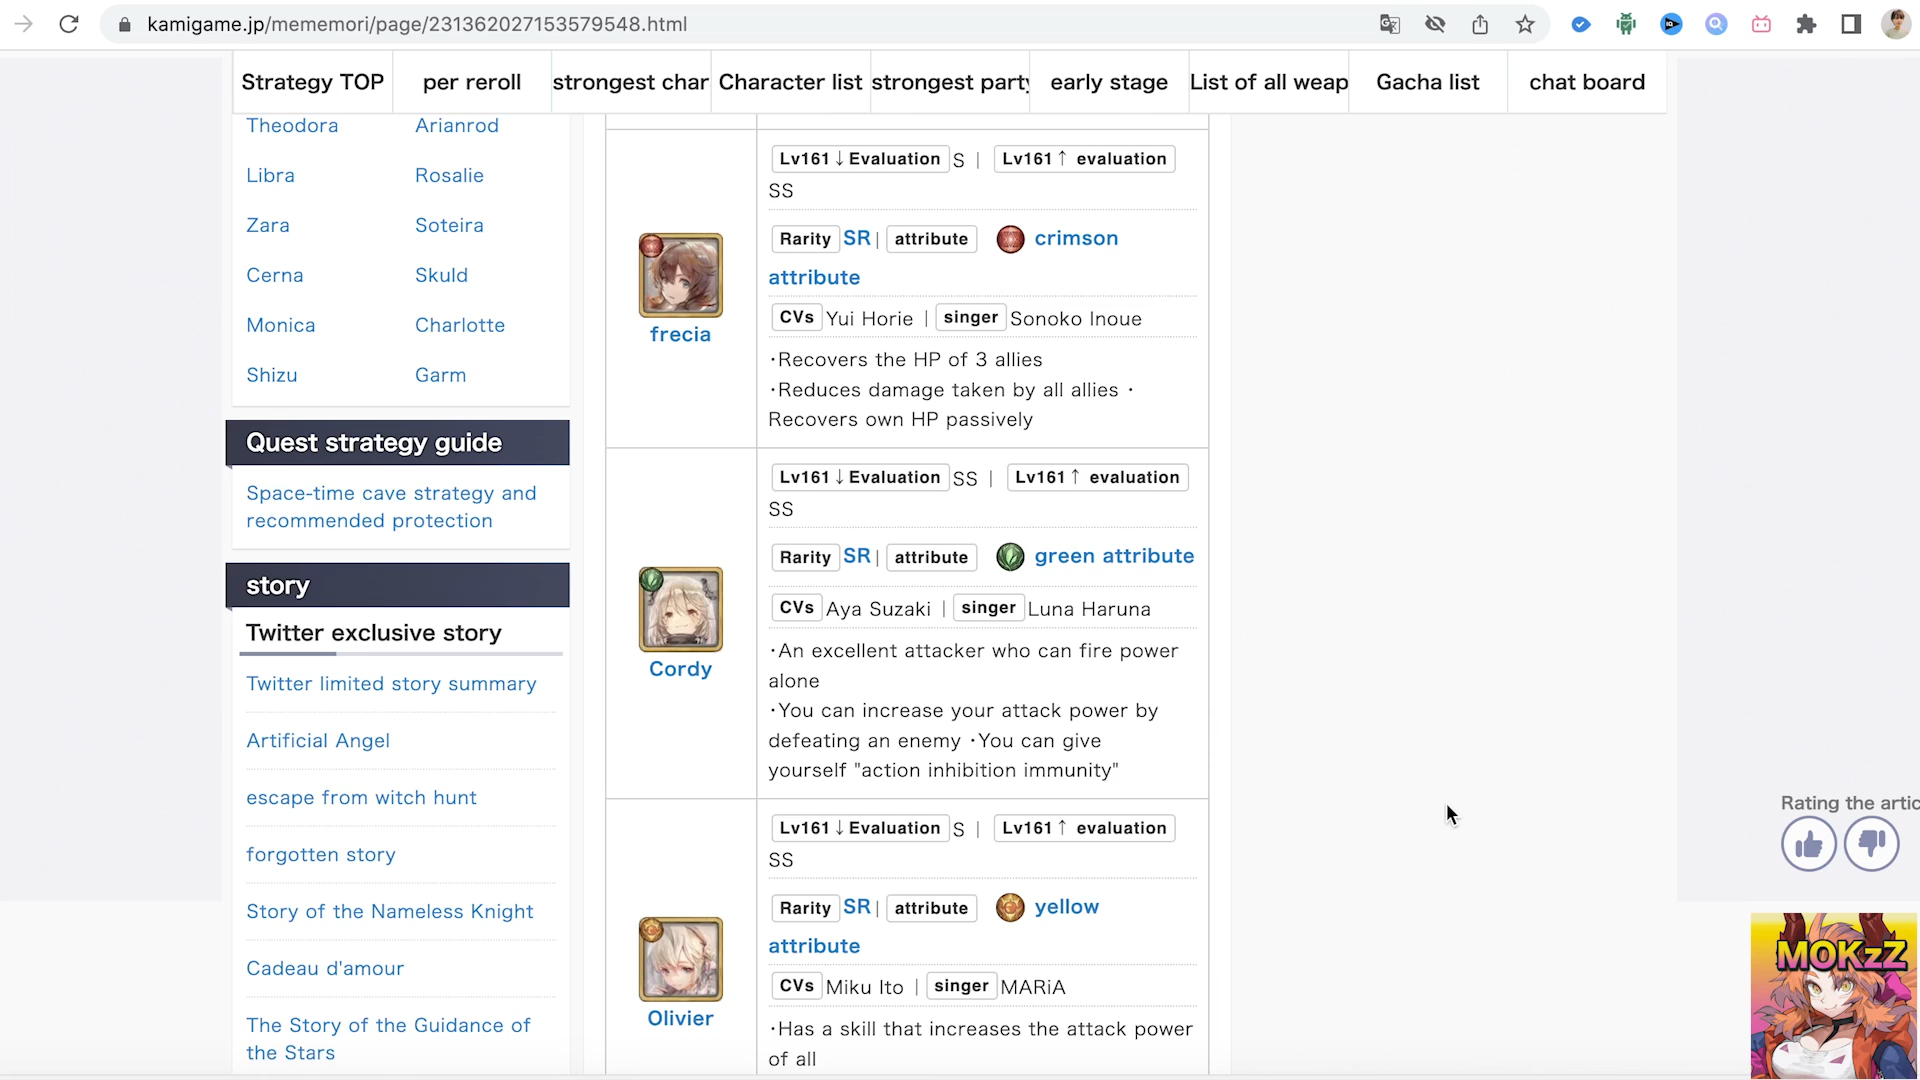 kamigame.jp/mememori/page/231362027153579548.html
Strategy TOP
per reroll
strongest char
Character list
strongest party
early stage
List of all weap
Gacha list
chat board
Theodora Arianrod
Libra Rosalie
Zara Soteira
Cerna Skuld
Monica Charlotte
Shizu Garm
Quest strategy guide
Space-time cave strategy and
recommended protection
story
Twitter exclusive story
Twitter limited story summary
Artificial Angel
escape from witch hunt
forgotten story
Story of the Nameless Knight
Cadeau d'amour
The Story of the Guidance of
the Stars
frecia
Lv161↓Evaluation S | Lv161↑ evaluation
SS
Rarity SR | attribute crimson
attribute
CVs Yui Horie | singer Sonoko Inoue
・Recovers the HP of 3 allies
・Reduces damage taken by all allies ・
Recovers own HP passively
Cordy
Lv161↓Evaluation SS | Lv161↑ evaluation
SS
Rarity SR | attribute green attribute
CVs Aya Suzaki | singer Luna Haruna
・An excellent attacker who can fire power
alone
・You can increase your attack power by
defeating an enemy ・You can give
yourself "action inhibition immunity"
Olivier
Lv161↓Evaluation S | Lv161↑ evaluation
SS
Rarity SR | attribute yellow
attribute
CVs Miku Ito | singer MARiA
・Has a skill that increases the attack power
of all
Rating the artic
MOKzZ